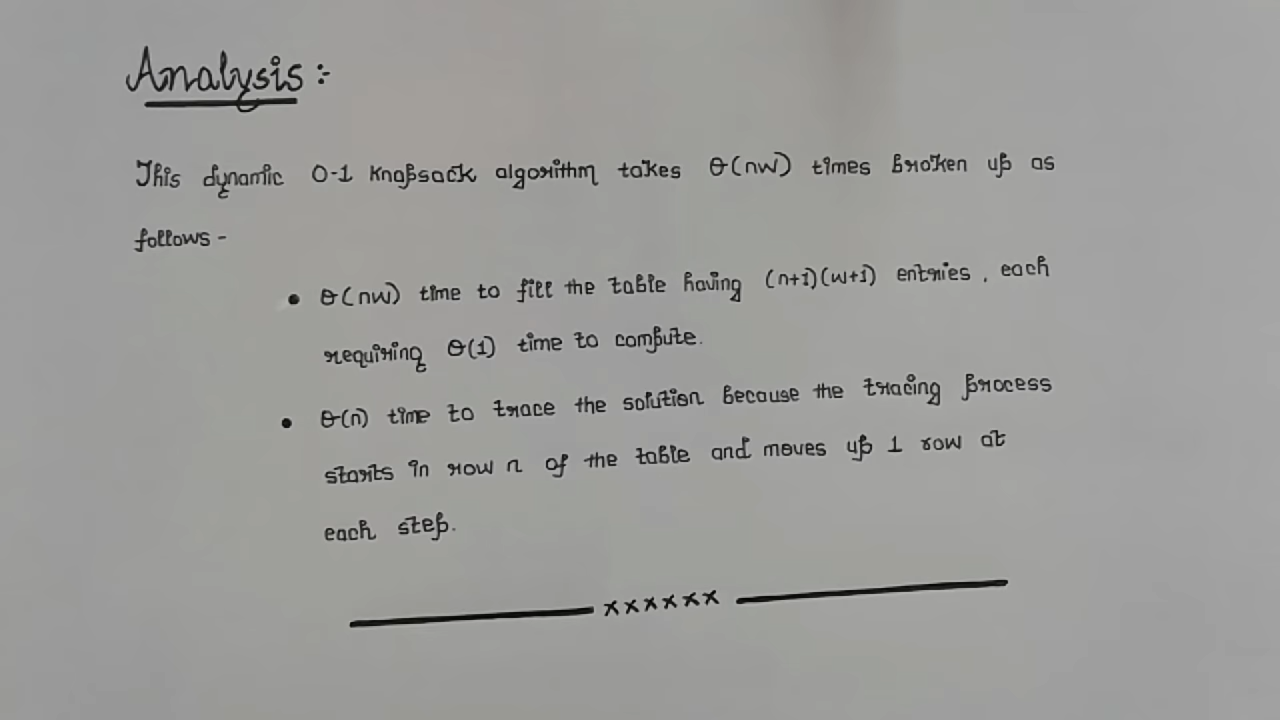 Analysis :-
This dynamic 0-1 Knapsack algorithm takes θ(nw) times broken up as
follows -
• θ(nw) time to fill the table having (n+1)(w+1) entries, each
requiring θ(1) time to compute.
• θ(n) time to trace the solution because the tracing process
starts in row n of the table and moves up 1 row at
each step.
xxxxxx